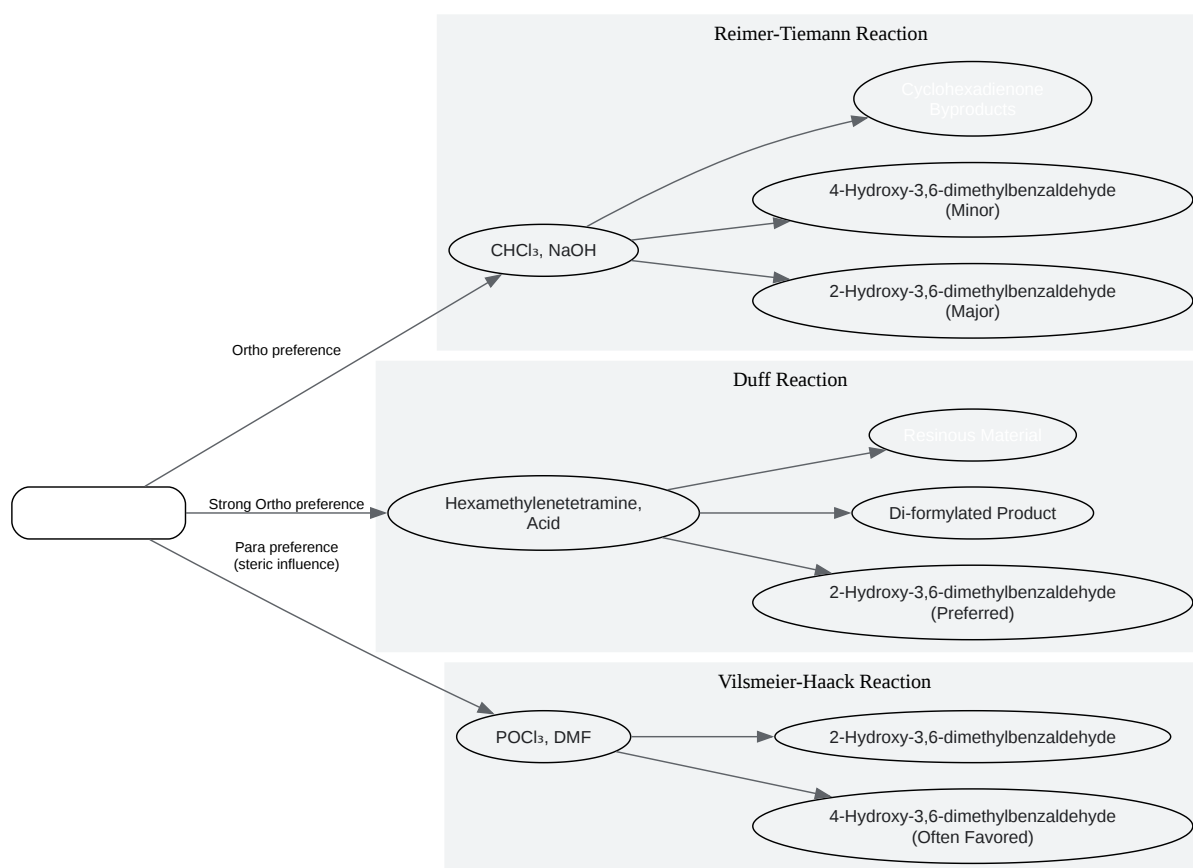 Reimer-Tiemann Reaction
Cyclohexadienone
Byproducts
4-Hydroxy-3,6-dimethylbenzaldehyde
(Minor)
CHCl₃, NaOH
2-Hydroxy-3,6-dimethylbenzaldehyde
(Major)
Ortho preference
Duff Reaction
Resinous Material
Strong Ortho preference
Hexamethylenetetramine,
Acid
Di-formylated Product
Para preference
(steric influence)
2-Hydroxy-3,6-dimethylbenzaldehyde
(Preferred)
Vilsmeier-Haack Reaction
POCl₃, DMF
2-Hydroxy-3,6-dimethylbenzaldehyde
4-Hydroxy-3,6-dimethylbenzaldehyde
(Often Favored)